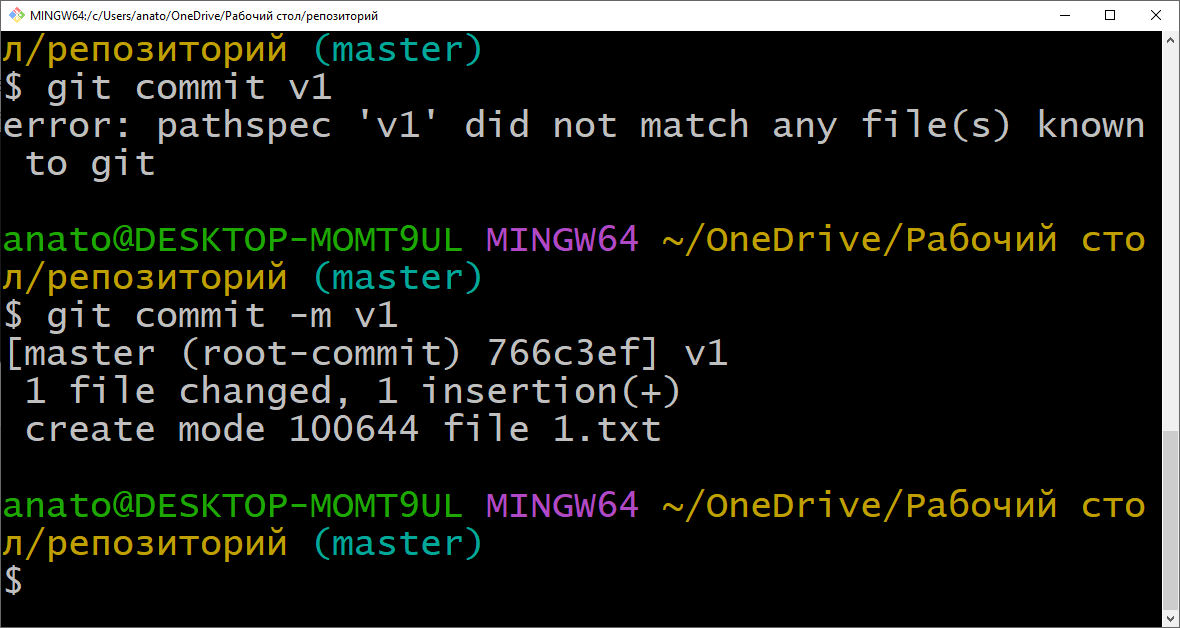 MINGW64:/c/Users/anato/OneDrive/Рабочий стол/репозиторий
л/репозиторий (master)
$ git commit v1
error: pathspec 'v1' did not match any file(s) known
 to git
anato@DESKTOP-MOMT9UL MINGW64 ~/OneDrive/Рабочий сто
л/репозиторий (master)
$ git commit -m v1
[master (root-commit) 766c3ef] v1
 1 file changed, 1 insertion(+)
 create mode 100644 file 1.txt
anato@DESKTOP-MOMT9UL MINGW64 ~/OneDrive/Рабочий сто
л/репозиторий (master)
$